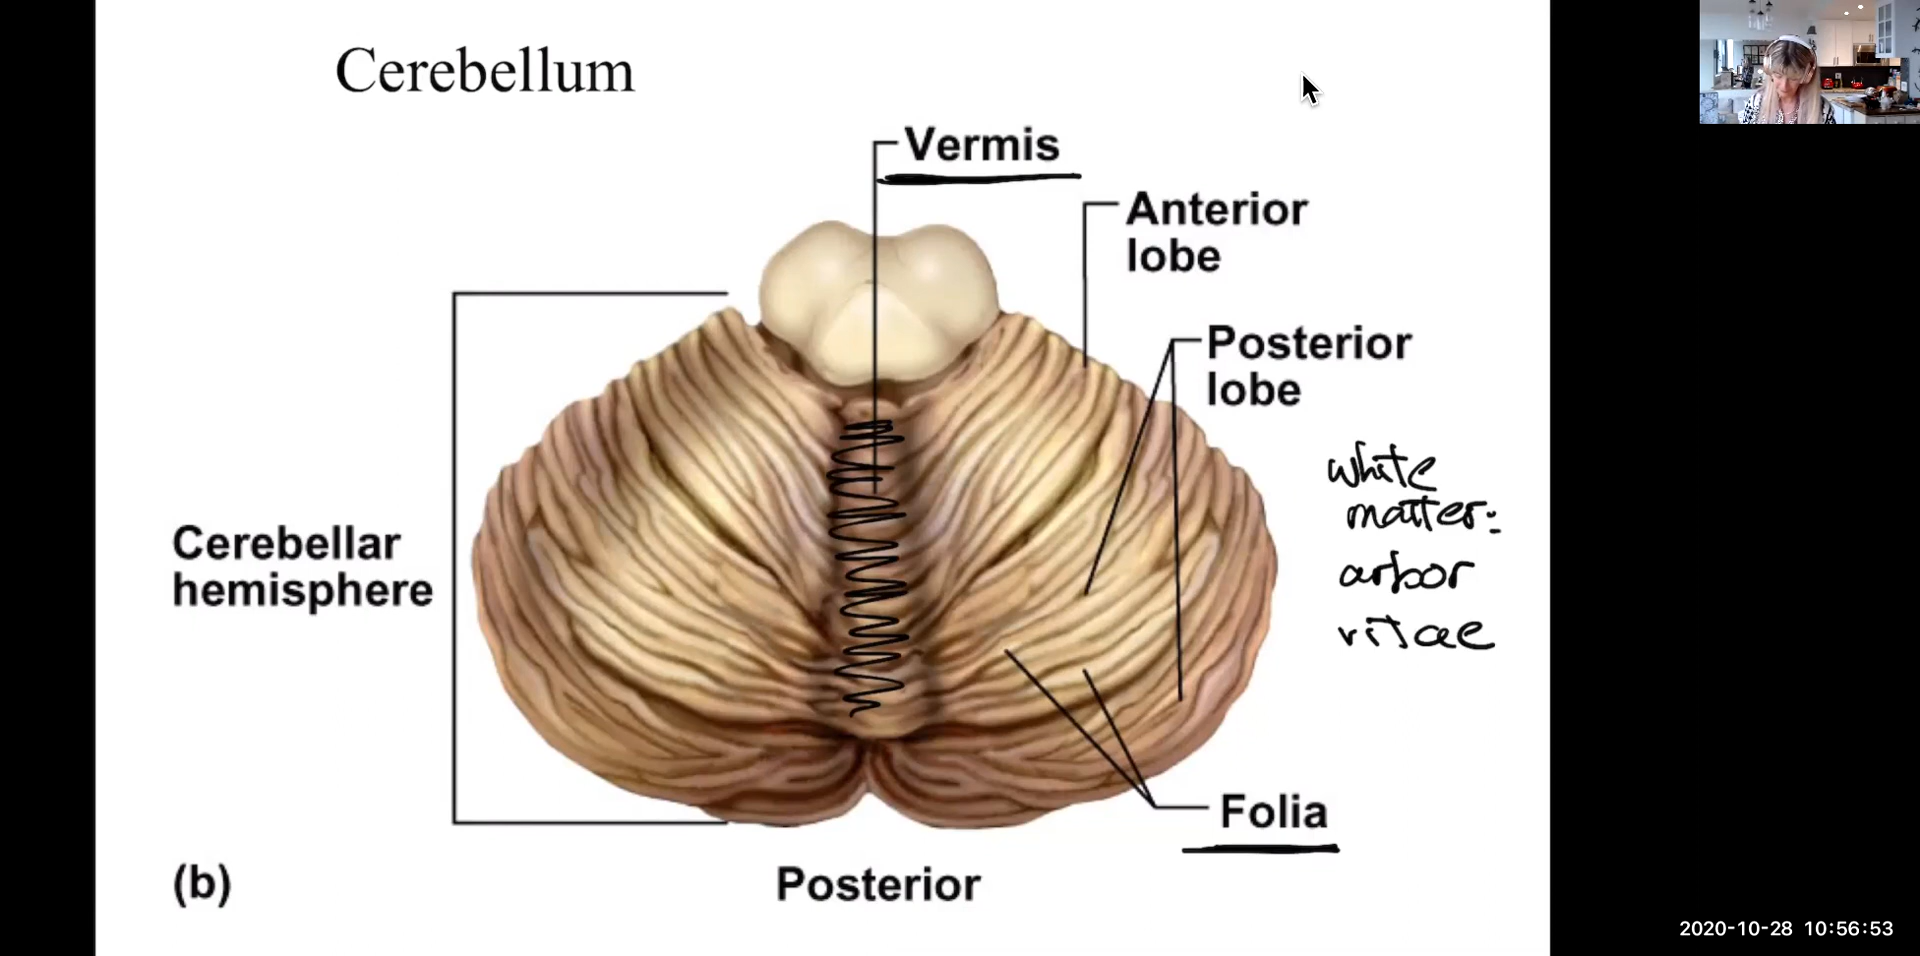 Cerebellum
Vermis
Anterior
lobe
Posterior
lobe
white
matter:
arbor
vitae
Cerebellar
hemisphere
Folia
(b)
Posterior
2020-10-28 10:56:53